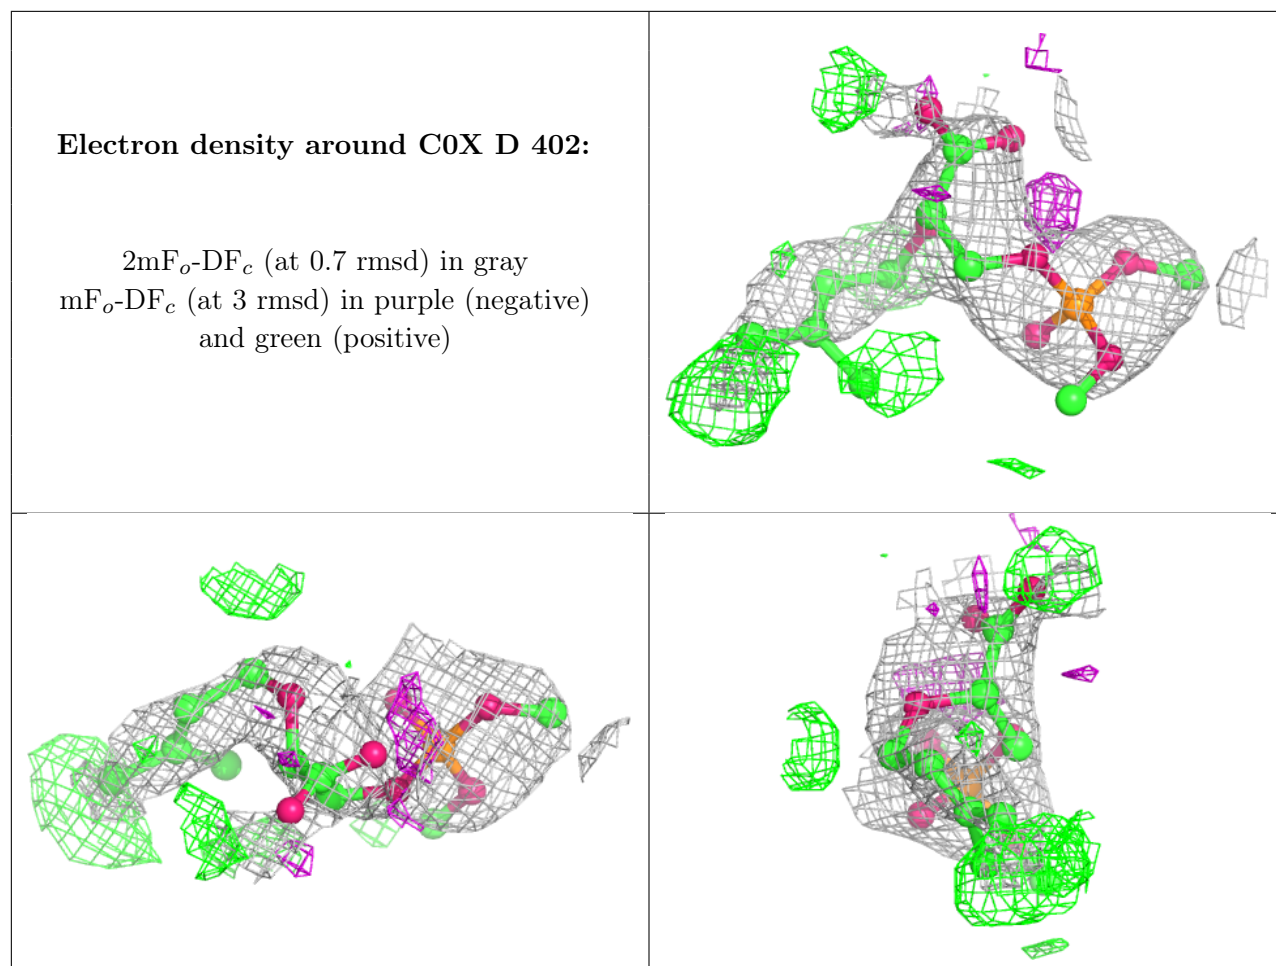 Electron density around C0X D 402:
2mFo-DFc (at 0.7 rmsd) in gray
mFo-DFc (at 3 rmsd) in purple (negative)
and green (positive)